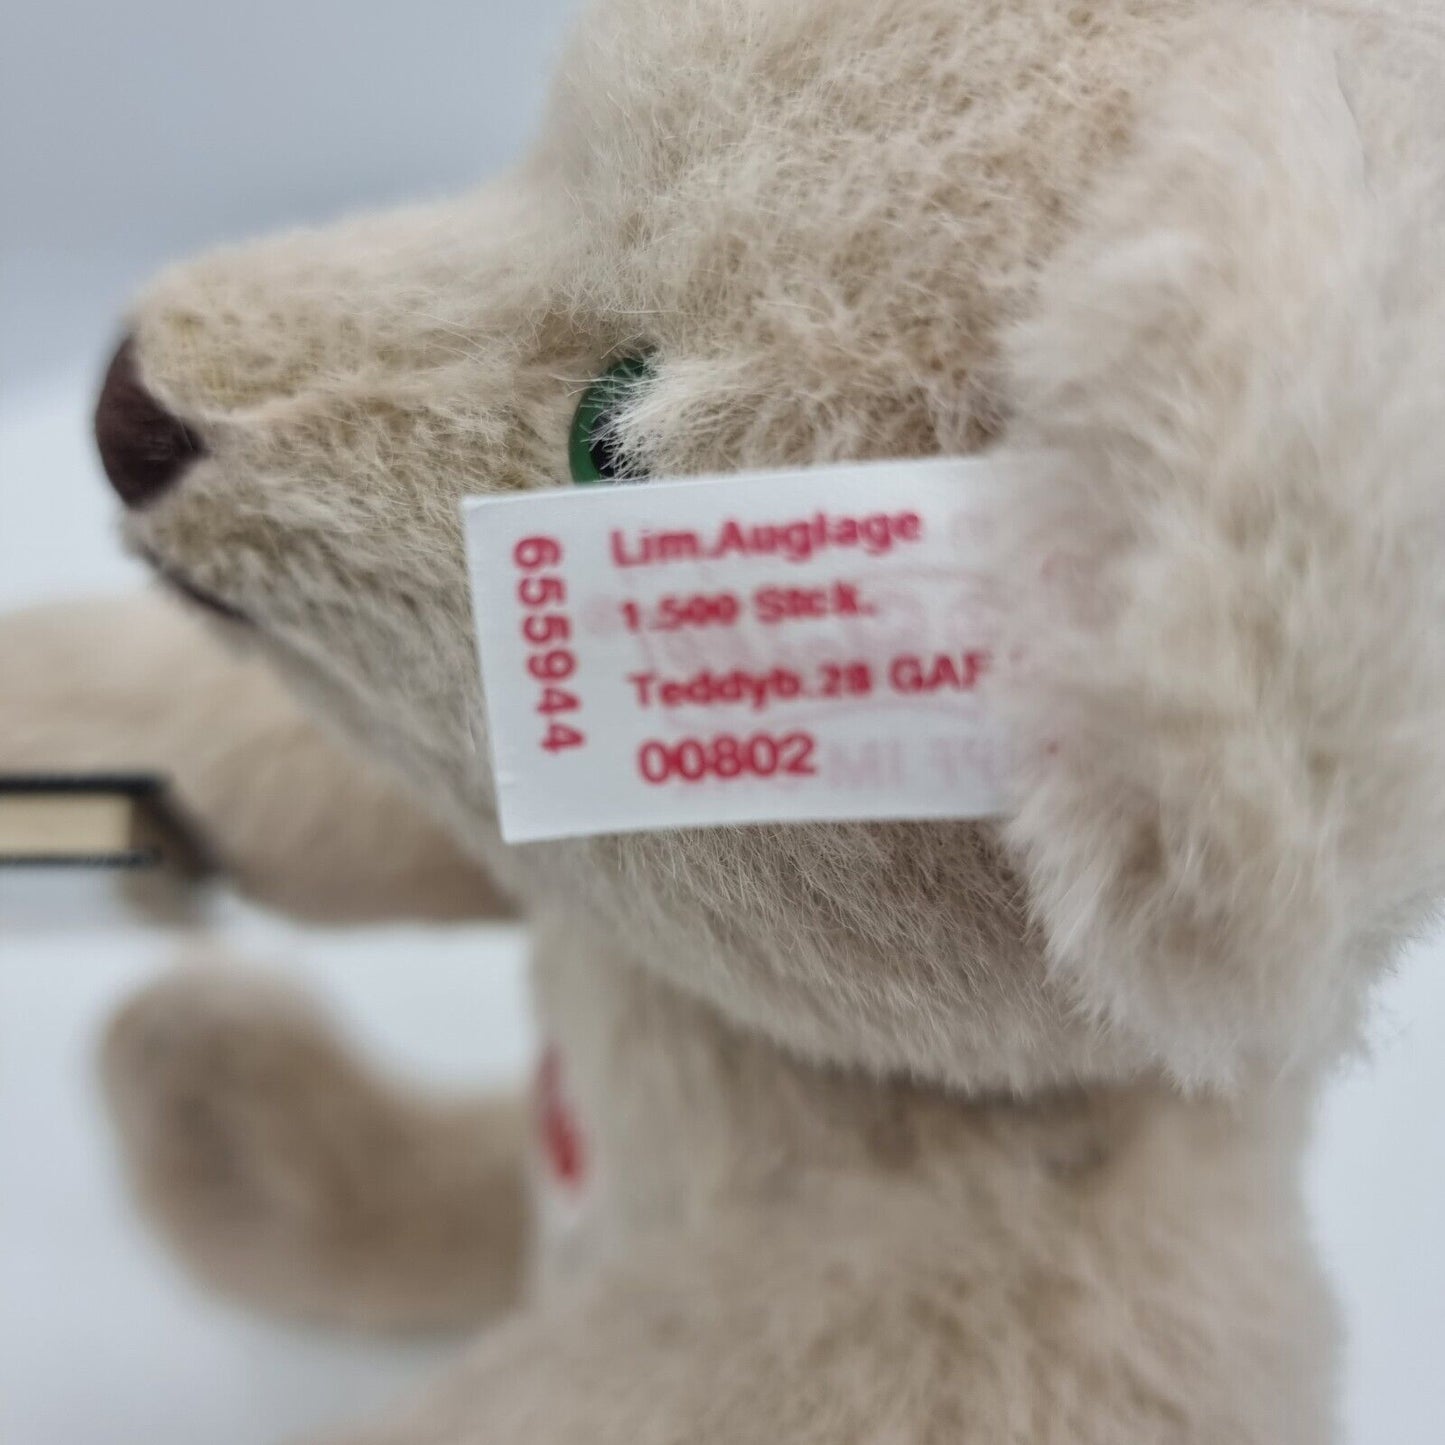 655944
Lim.Auglage
1.500 Stck.
Teddyb.28 GAF
00802